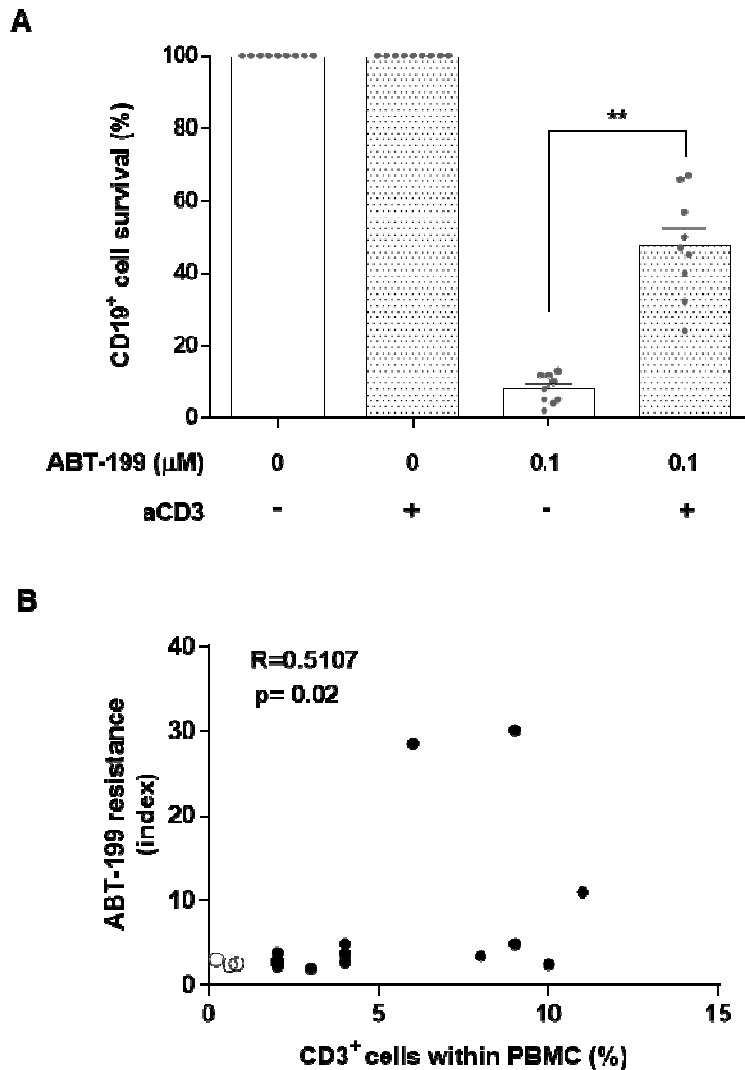 A
100
80
60
40
20
0
CD19+ cell survival (%)
**
ABT-199 (µM) 0 0 0.1 0.1
aCD3 - + - +
B
40
30
20
10
0
ABT-199 resistance
(index)
R=0.5107
p= 0.02
0 5 10 15
CD3+ cells within PBMC (%)